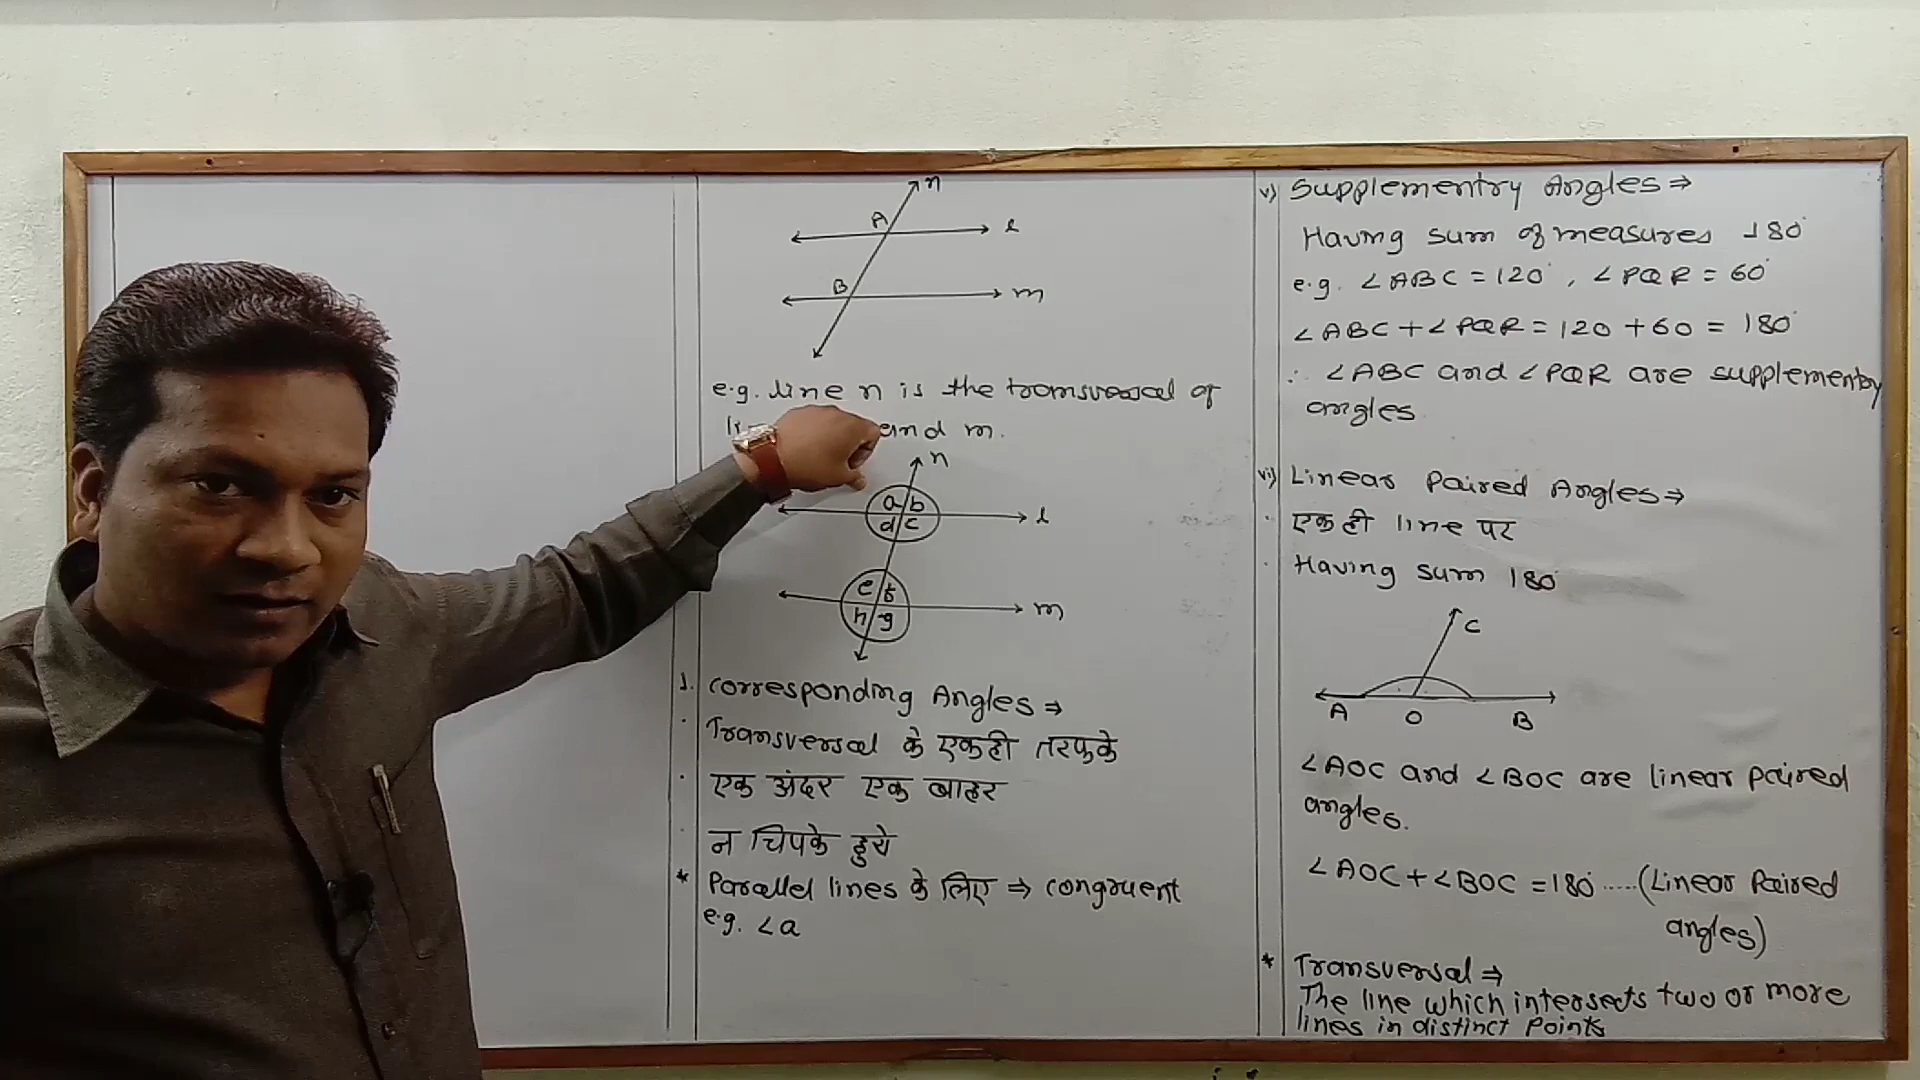 n
A
l
B
m
e.g. Line n is the transversal of
and m.
n
a b
l
d c
e f
m
h g
1. Corresponding Angles ⇒
Transversal के एकही तरफके
एक अंदर एक बाहर
न चिपके हुये
* Parallel lines के लिए ⇒ congruent
e.g. ∠a
v) Supplementry Angles ⇒
Having sum of measures 180°
e.g. ∠ABC = 120°, ∠PQR = 60°
∠ABC + ∠PQR = 120 + 60 = 180°
∴ ∠ABC and ∠PQR are supplementry
angles.
vi) Linear Paired Angles ⇒
· एकही line पर
· Having sum 180°
C
A O B
∠AOC and ∠BOC are linear paired
angles.
∠AOC + ∠BOC = 180°.....(Linear Paired
angles)
* Transversal ⇒
The line which intersects two or more
lines in distinct points